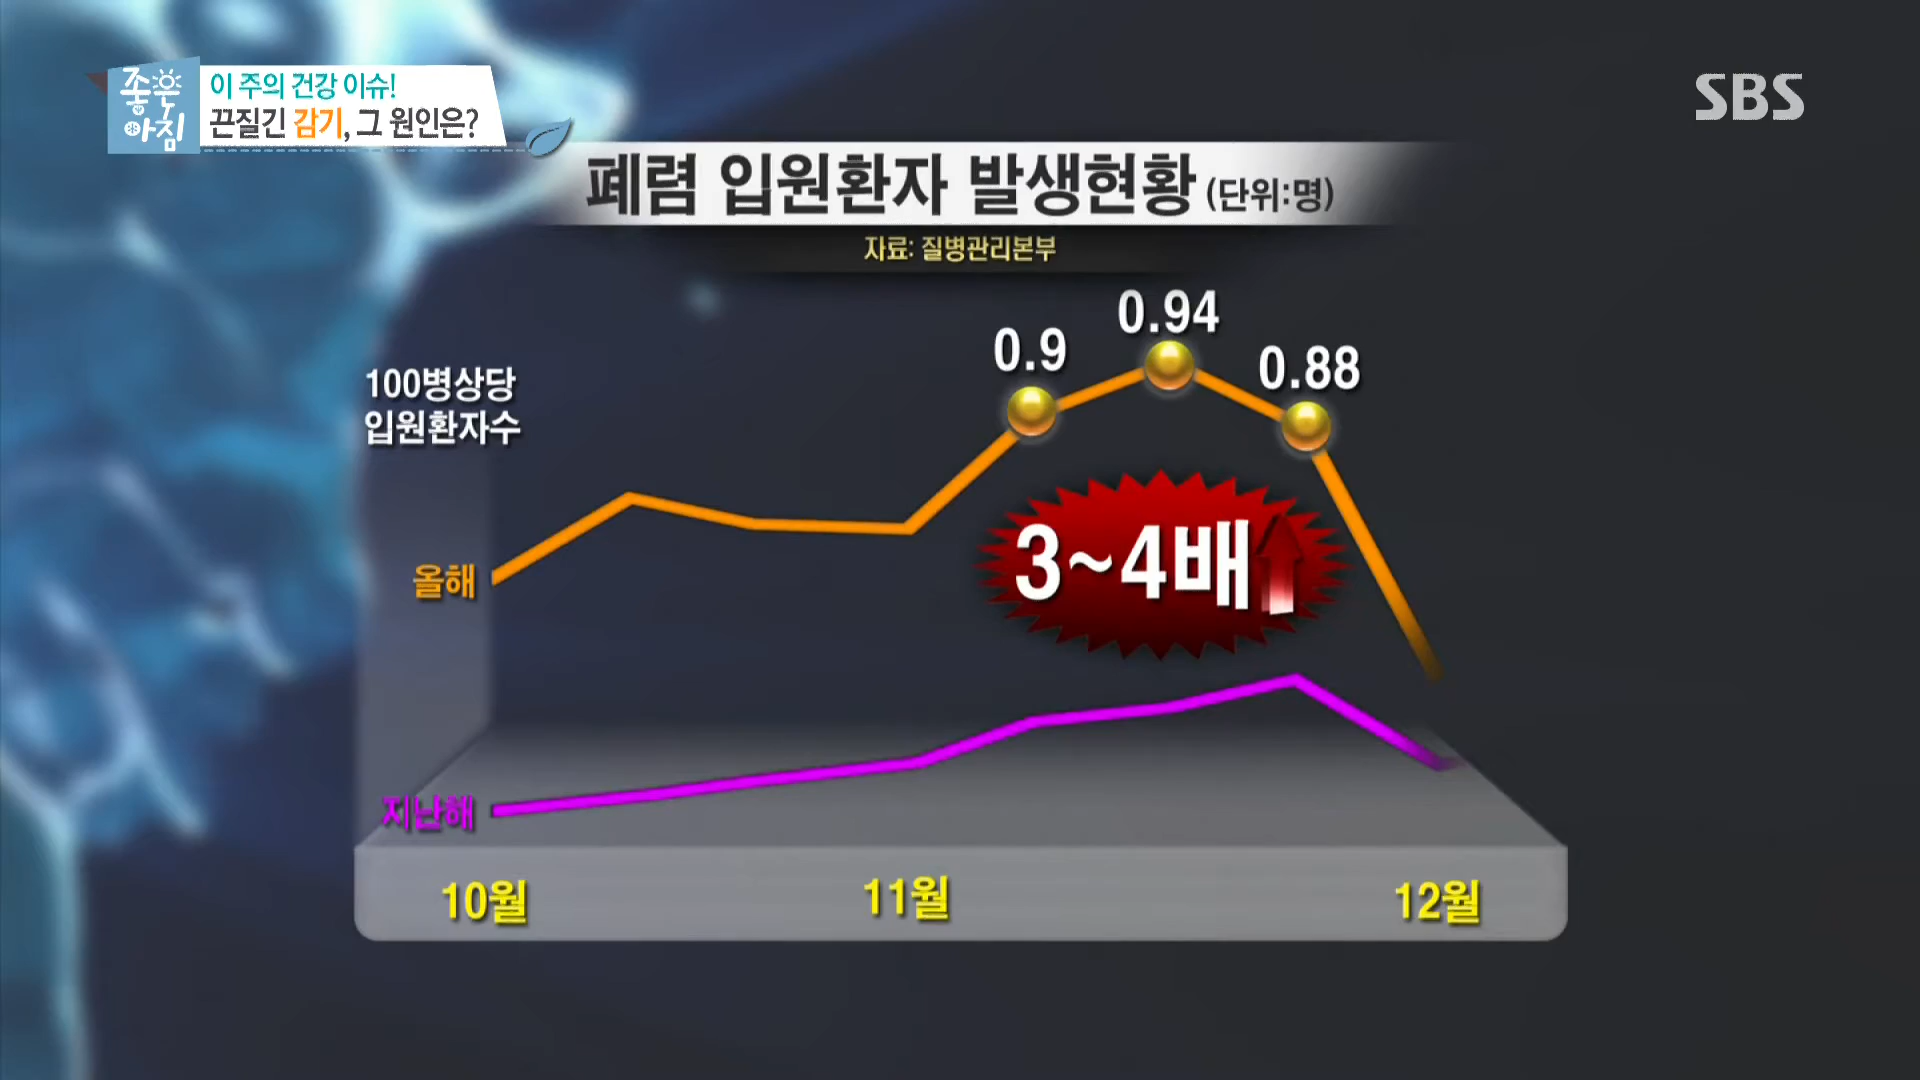 좋은
아침
이 주의 건강 이슈!
끈질긴 감기, 그 원인은?
SBS
폐렴 입원환자 발생현황 (단위:명)
자료: 질병관리본부
100병상당
입원환자수
0.9
0.94
0.88
3~4배
올해
지난해
10월
11월
12월